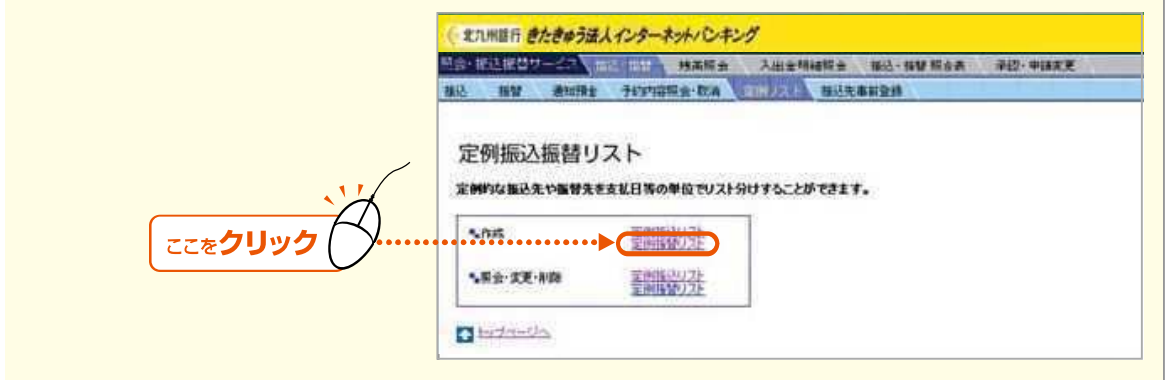 北九州銀行 きたきゅう法人インターネットバンキング
照会・振込振替サービス 振込・振替 残高照会 入出金明細照会 振込・振替 照会表 承認・申請変更
振込 振替 通知預金 予約内容照会・取消 定例リスト 振込先事前登録
定例振込振替リスト
定例的な振込先や振替先を支払日等の単位でリスト分けすることができます。
作成 定例振込リスト
定例振替リスト
ここをクリック
照会・変更・削除 定例振込リスト
定例振替リスト
トップページへ